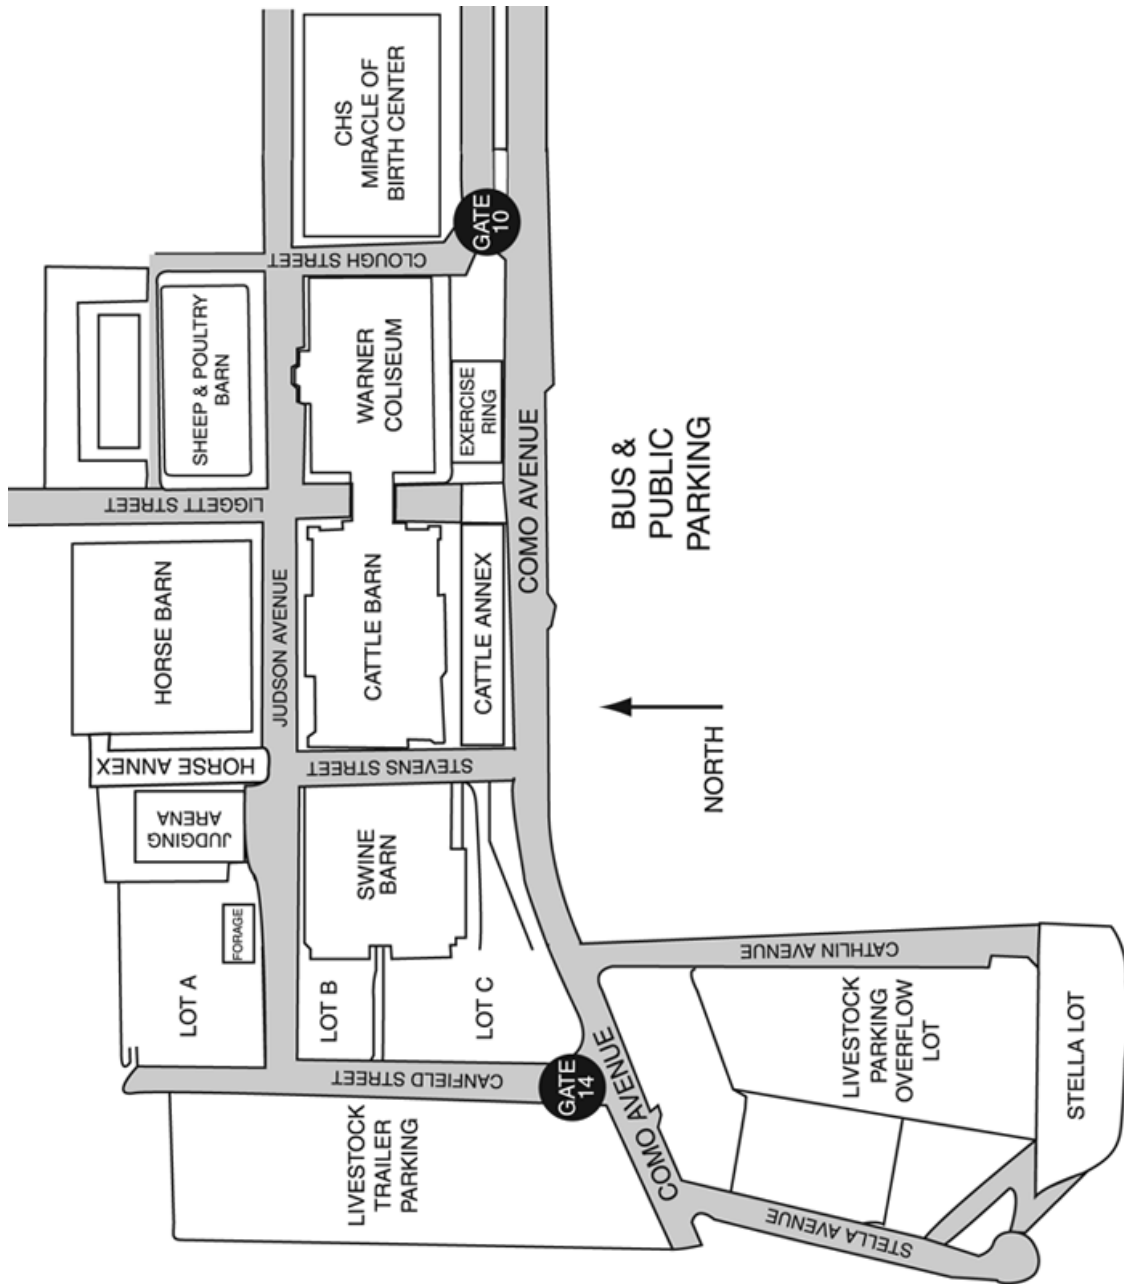 CHS
MIRACLE OF
BIRTH CENTER
GATE
10
CLOUGH STREET
SHEEP & POULTRY
BARN
WARNER
COLISEUM
EXERCISE
RING
LIGGETT STREET
COMO AVENUE
BUS &
PUBLIC
PARKING
HORSE BARN
JUDSON AVENUE
CATTLE BARN
CATTLE ANNEX
NORTH
HORSE ANNEX
STEVENS STREET
JUDGING
ARENA
SWINE
BARN
FORAGE
LOT A
LOT B
LOT C
CATHLIN AVENUE
CANFIELD STREET
GATE
14
COMO AVENUE
LIVESTOCK
PARKING
OVERFLOW
LOT
STELLA LOT
LIVESTOCK
TRAILER
PARKING
STELLA AVENUE